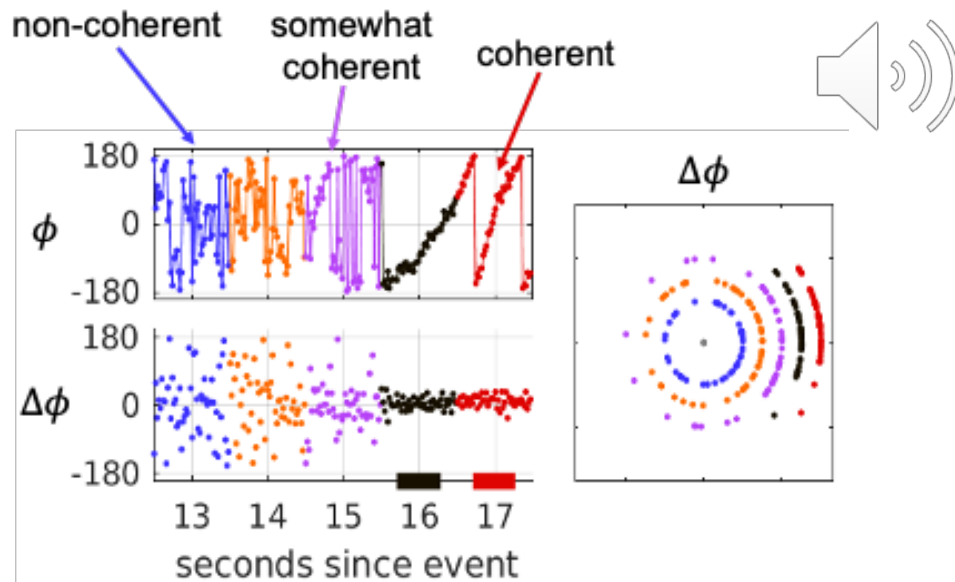 non-coherent
somewhat
coherent
coherent
180
ϕ
0
-180
180
Δϕ
0
-180
13 14 15 16 17
seconds since event
Δϕ